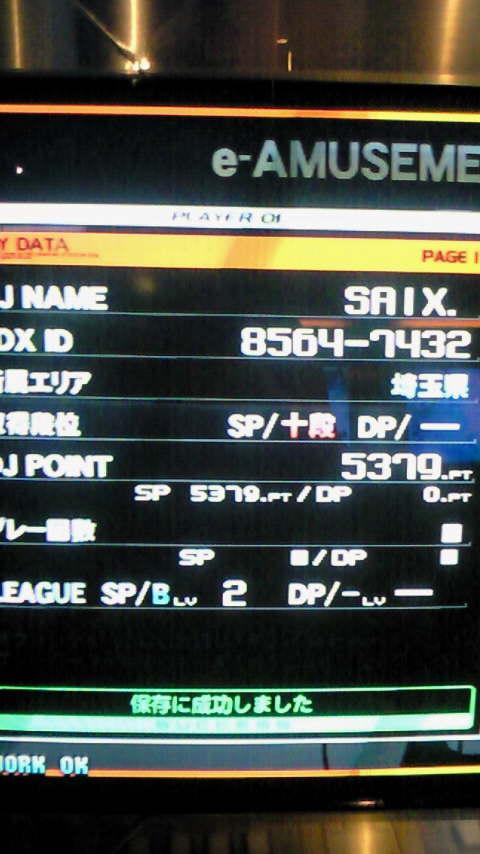 e-AMUSEME
PLAYER 01
Y DATA
PAGE 1
J NAME SAIX.
DX ID 8564-7432
所属エリア 埼玉県
取得段位 SP/十段 DP/ー
J POINT 5379.PT
SP 5379.PT/DP 0.PT
プレー回数 ■
SP ■/DP ■
LEAGUE SP/B LV 2 DP/- LV ー
保存に成功しました
WORK OK